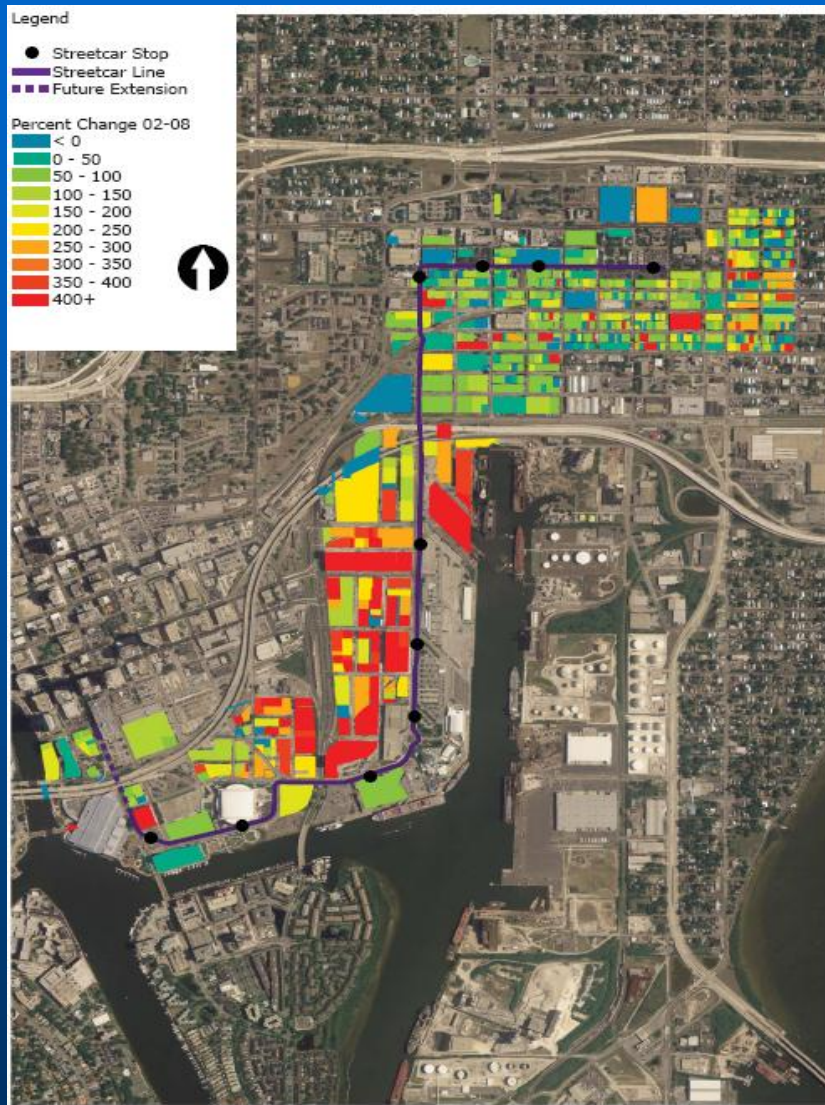 Legend
Streetcar Stop
Streetcar Line
Future Extension
Percent Change 02-08
< 0
0 - 50
50 - 100
100 - 150
150 - 200
200 - 250
250 - 300
300 - 350
350 - 400
400+